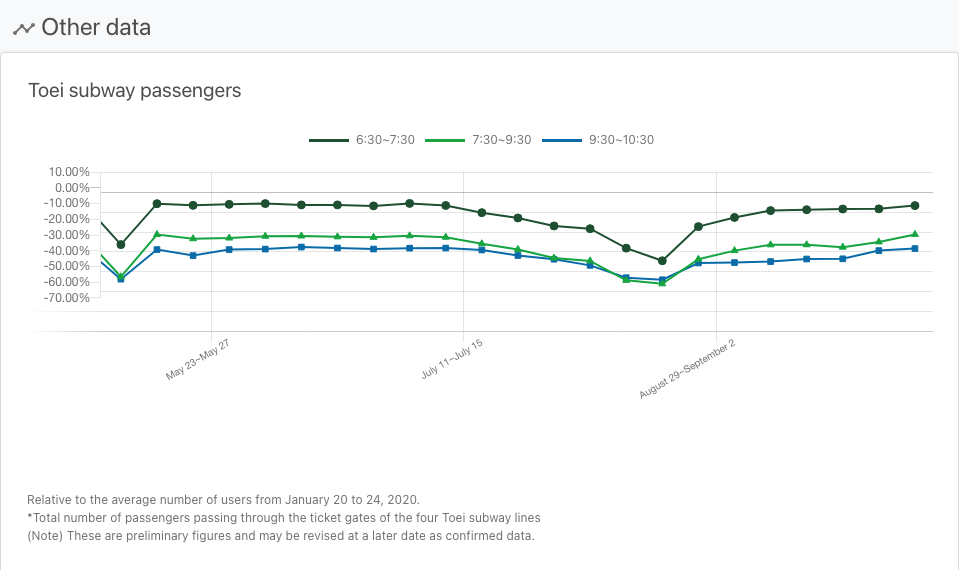 Other data
Toei subway passengers
6:30~7:30 7:30~9:30 9:30~10:30
10.00%
0.00%
-10.00%
-20.00%
-30.00%
-40.00%
-50.00%
-60.00%
-70.00%
May 23~May 27
July 11~July 15
August 29~September 2
Relative to the average number of users from January 20 to 24, 2020.
*Total number of passengers passing through the ticket gates of the four Toei subway lines
(Note) These are preliminary figures and may be revised at a later date as confirmed data.